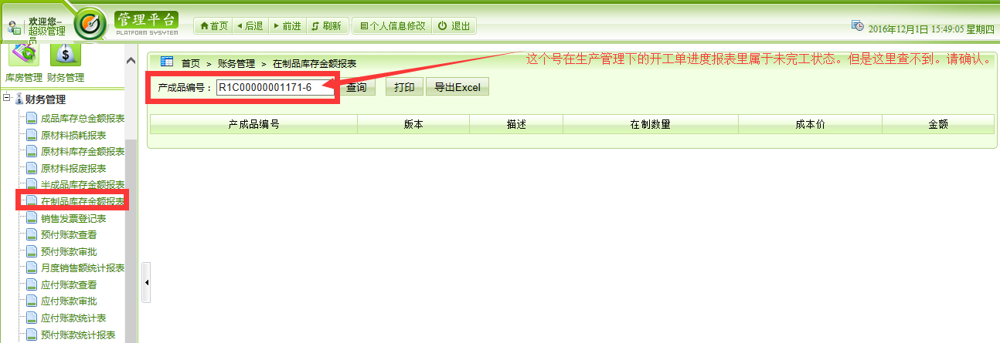 欢迎您–
超级管理
员
管理平台
PLATFORM SYSYTEM
首页 后退 前进 刷新 个人信息修改 退出
2016年12月1日 15:49:05 星期四
库房管理 财务管理
财务管理
成品库存总金额报表
原材料损耗报表
原材料库存金额报表
原材料报废报表
半成品库存金额报表
在制品库存金额报表
销售发票登记表
预付账款查看
预付账款审批
月度销售额统计报表
应付账款查看
应付账款审批
应付账款统计表
预付账款统计报表
首页 > 账务管理 > 在制品库存金额报表
这个号在生产管理下的开工单进度报表里属于未完工状态。但是这里查不到。请确认。
产成品编号： R1C00000001171-6 查询 打印 导出Excel
产成品编号 版本 描述 在制数量 成本价 金额